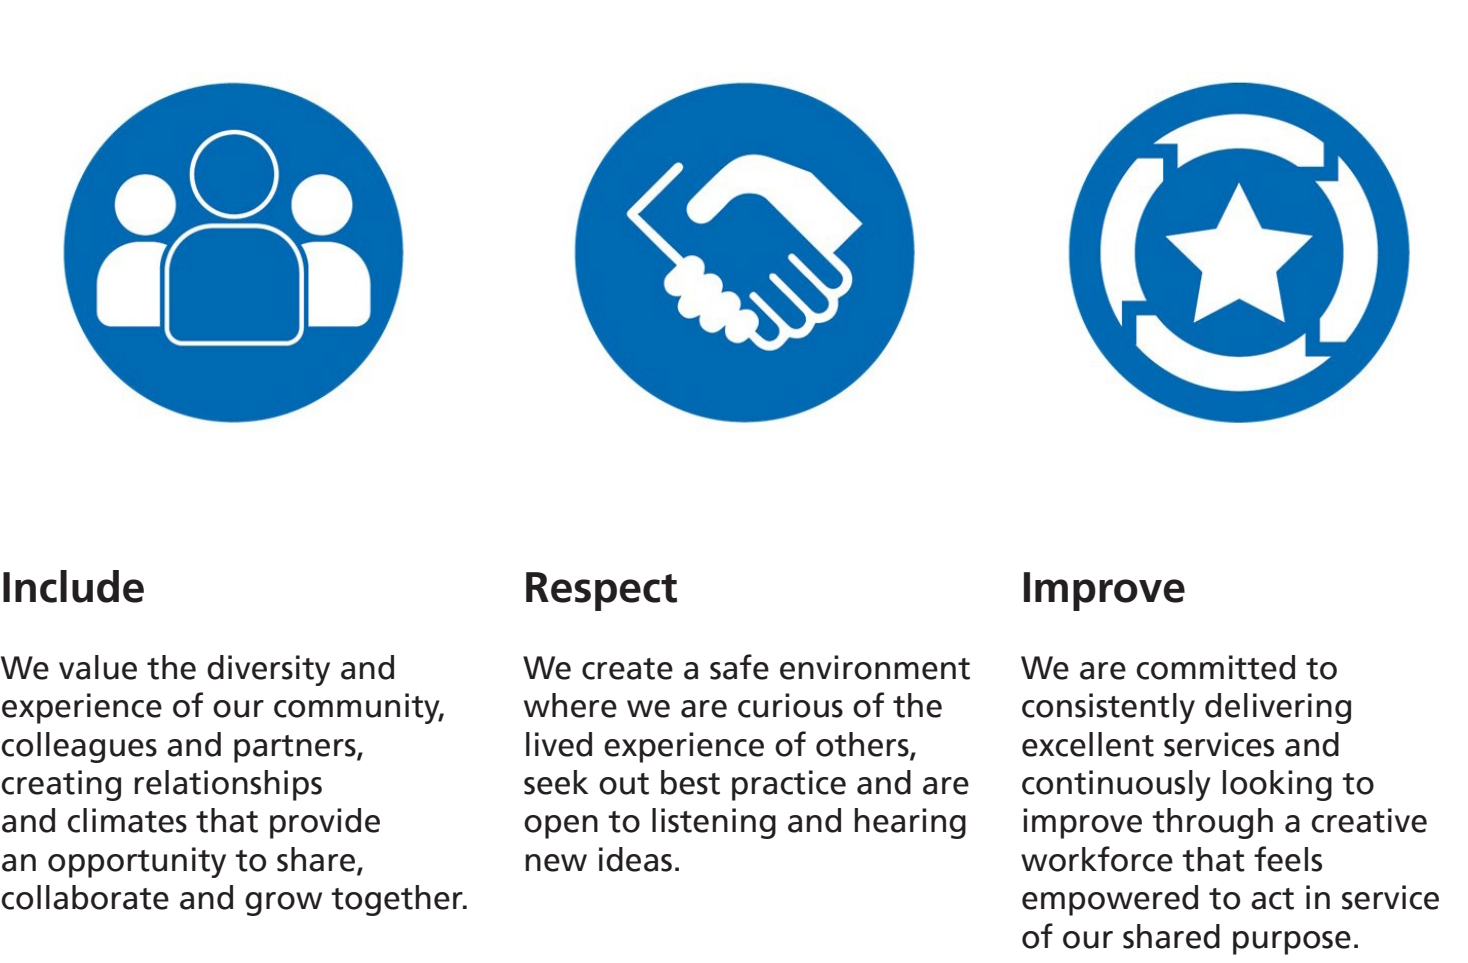 Include
We value the diversity and
experience of our community,
colleagues and partners,
creating relationships
and climates that provide
an opportunity to share,
collaborate and grow together.
Respect
We create a safe environment
where we are curious of the
lived experience of others,
seek out best practice and are
open to listening and hearing
new ideas.
Improve
We are committed to
consistently delivering
excellent services and
continuously looking to
improve through a creative
workforce that feels
empowered to act in service
of our shared purpose.